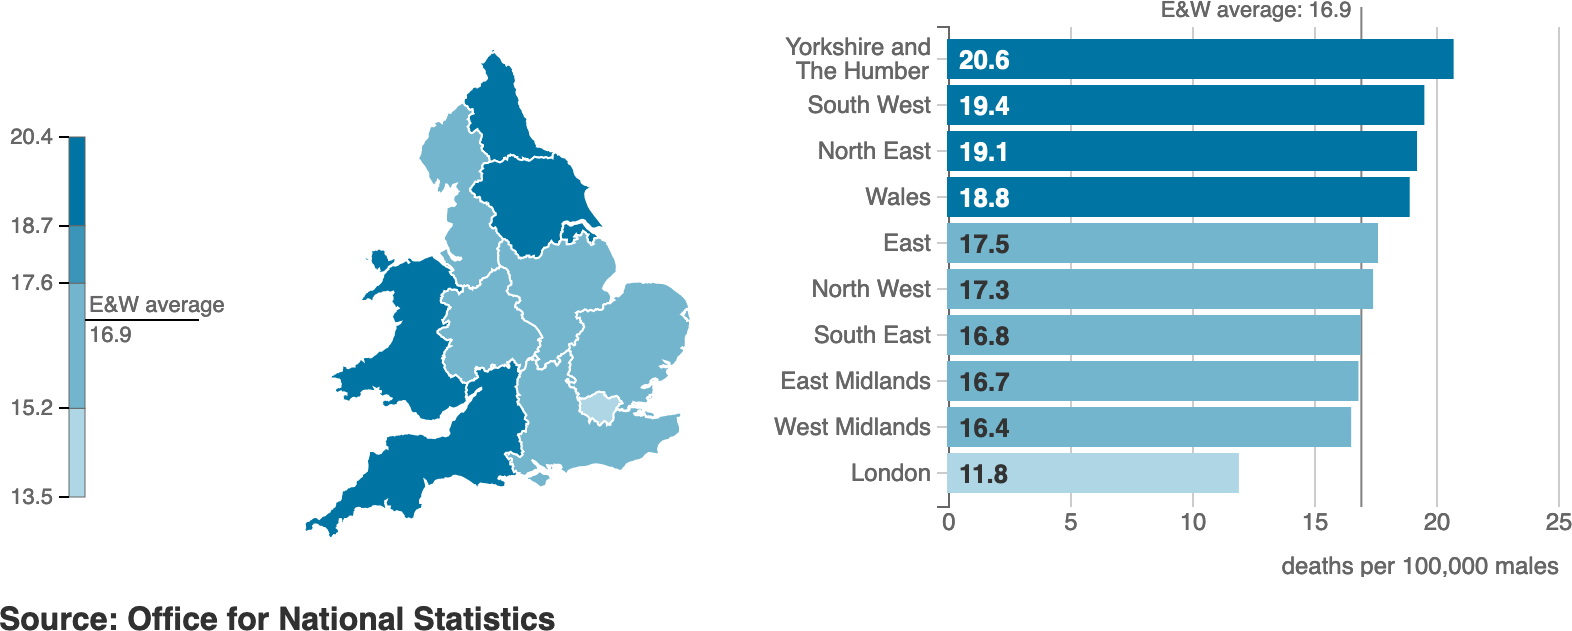 20.4
18.7
17.6
E&W average
16.9
15.2
13.5
E&W average: 16.9
Yorkshire and
The Humber
20.6
South West
19.4
North East
19.1
Wales
18.8
East
17.5
North West
17.3
South East
16.8
East Midlands
16.7
West Midlands
16.4
London
11.8
0 5 10 15 20 25
deaths per 100,000 males
Source: Office for National Statistics